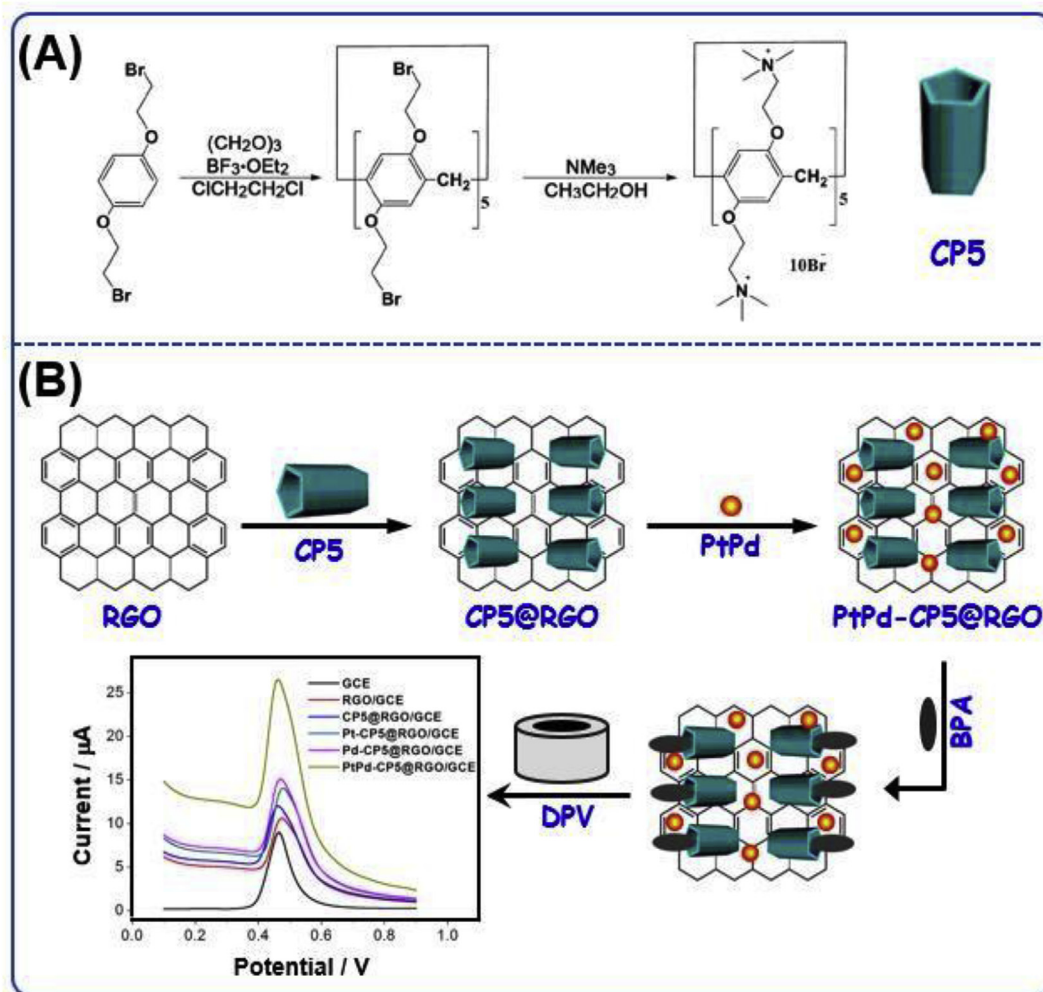 (A)
Br
O
O
Br
(CH2O)3
BF3•OEt2
ClCH2CH2Cl
Br
O
CH2
5
O
Br
NMe3
CH3CH2OH
N+
O
CH2
5
O
N+
10Br-
CP5
(B)
RGO
CP5
CP5@RGO
PtPd
PtPd-CP5@RGO
BPA
DPV
GCE
RGO/GCE
CP5@RGO/GCE
Pt-CP5@RGO/GCE
Pd-CP5@RGO/GCE
PtPd-CP5@RGO/GCE
Current / µA
25
20
15
10
5
0
0.0 0.2 0.4 0.6 0.8 1.0
Potential / V